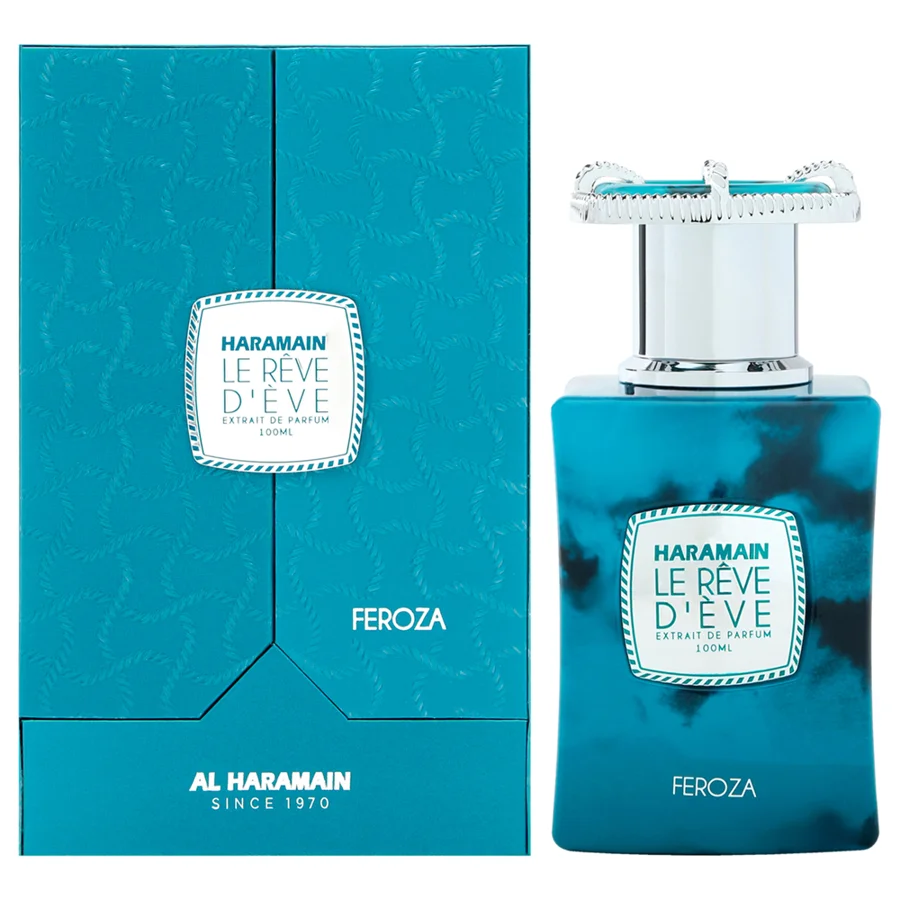 HARAMAIN
LE RÊVE
D'ÈVE
EXTRAIT DE PARFUM
100ML
FEROZA
AL HARAMAIN
SINCE 1970
HARAMAIN
LE RÊVE
D'ÈVE
EXTRAIT DE PARFUM
100ML
FEROZA